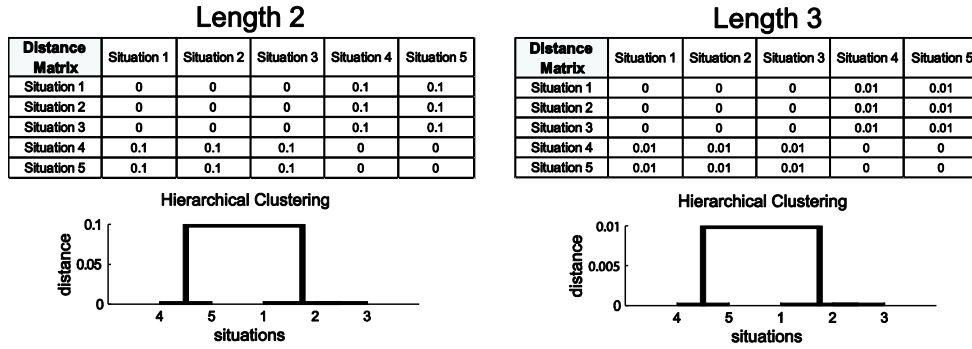 Length 2
Distance Matrix Situation 1 Situation 2 Situation 3 Situation 4 Situation 5
Situation 1 0 0 0 0.1 0.1
Situation 2 0 0 0 0.1 0.1
Situation 3 0 0 0 0.1 0.1
Situation 4 0.1 0.1 0.1 0 0
Situation 5 0.1 0.1 0.1 0 0
Hierarchical Clustering
0.1
0.05
0
distance
4 5 1 2 3
situations
Length 3
Distance Matrix Situation 1 Situation 2 Situation 3 Situation 4 Situation 5
Situation 1 0 0 0 0.01 0.01
Situation 2 0 0 0 0.01 0.01
Situation 3 0 0 0 0.01 0.01
Situation 4 0.01 0.01 0.01 0 0
Situation 5 0.01 0.01 0.01 0 0
Hierarchical Clustering
0.01
0.005
0
distance
4 5 1 2 3
situations